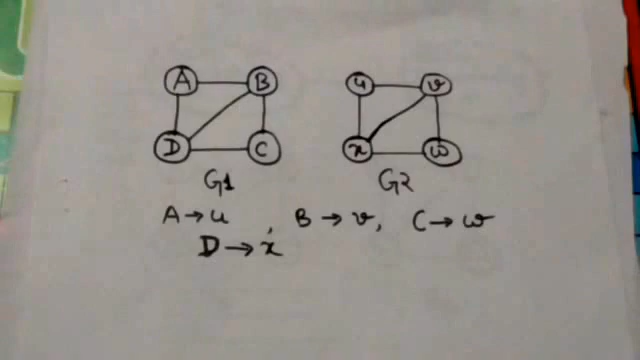 A B u v
D C x w
G1 G2
A → u, B → v, C → w
D → x